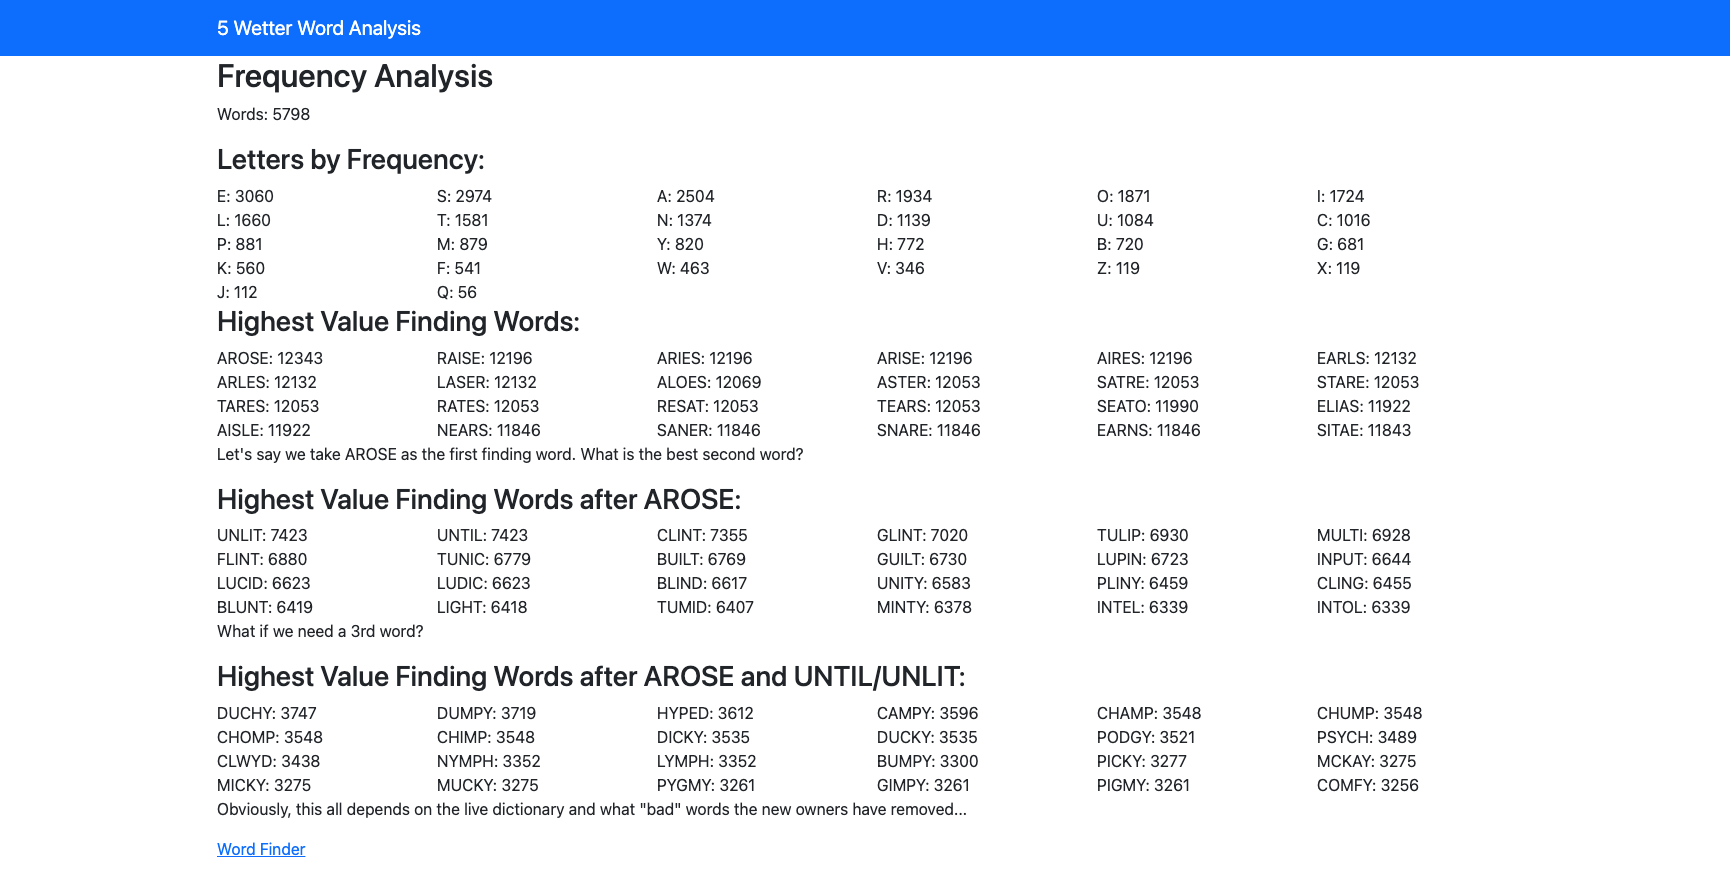 5 Wetter Word Analysis
Frequency Analysis
Words: 5798
Letters by Frequency:
E: 3060 S: 2974 A: 2504 R: 1934 O: 1871 I: 1724
L: 1660 T: 1581 N: 1374 D: 1139 U: 1084 C: 1016
P: 881 M: 879 Y: 820 H: 772 B: 720 G: 681
K: 560 F: 541 W: 463 V: 346 Z: 119 X: 119
J: 112 Q: 56
Highest Value Finding Words:
AROSE: 12343 RAISE: 12196 ARIES: 12196 ARISE: 12196 AIRES: 12196 EARLS: 12132
ARLES: 12132 LASER: 12132 ALOES: 12069 ASTER: 12053 SATRE: 12053 STARE: 12053
TARES: 12053 RATES: 12053 RESAT: 12053 TEARS: 12053 SEATO: 11990 ELIAS: 11922
AISLE: 11922 NEARS: 11846 SANER: 11846 SNARE: 11846 EARNS: 11846 SITAE: 11843
Let's say we take AROSE as the first finding word. What is the best second word?
Highest Value Finding Words after AROSE:
UNLIT: 7423 UNTIL: 7423 CLINT: 7355 GLINT: 7020 TULIP: 6930 MULTI: 6928
FLINT: 6880 TUNIC: 6779 BUILT: 6769 GUILT: 6730 LUPIN: 6723 INPUT: 6644
LUCID: 6623 LUDIC: 6623 BLIND: 6617 UNITY: 6583 PLINY: 6459 CLING: 6455
BLUNT: 6419 LIGHT: 6418 TUMID: 6407 MINTY: 6378 INTEL: 6339 INTOL: 6339
What if we need a 3rd word?
Highest Value Finding Words after AROSE and UNTIL/UNLIT:
DUCHY: 3747 DUMPY: 3719 HYPED: 3612 CAMPY: 3596 CHAMP: 3548 CHUMP: 3548
CHOMP: 3548 CHIMP: 3548 DICKY: 3535 DUCKY: 3535 PODGY: 3521 PSYCH: 3489
CLWYD: 3438 NYMPH: 3352 LYMPH: 3352 BUMPY: 3300 PICKY: 3277 MCKAY: 3275
MICKY: 3275 MUCKY: 3275 PYGMY: 3261 GIMPY: 3261 PIGMY: 3261 COMFY: 3256
Obviously, this all depends on the live dictionary and what "bad" words the new owners have removed...
Word Finder